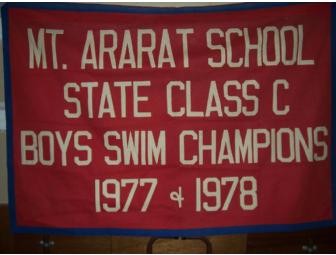 MT. ARARAT SCHOOL
STATE CLASS C
BOYS SWIM CHAMPIONS
1977 & 1978